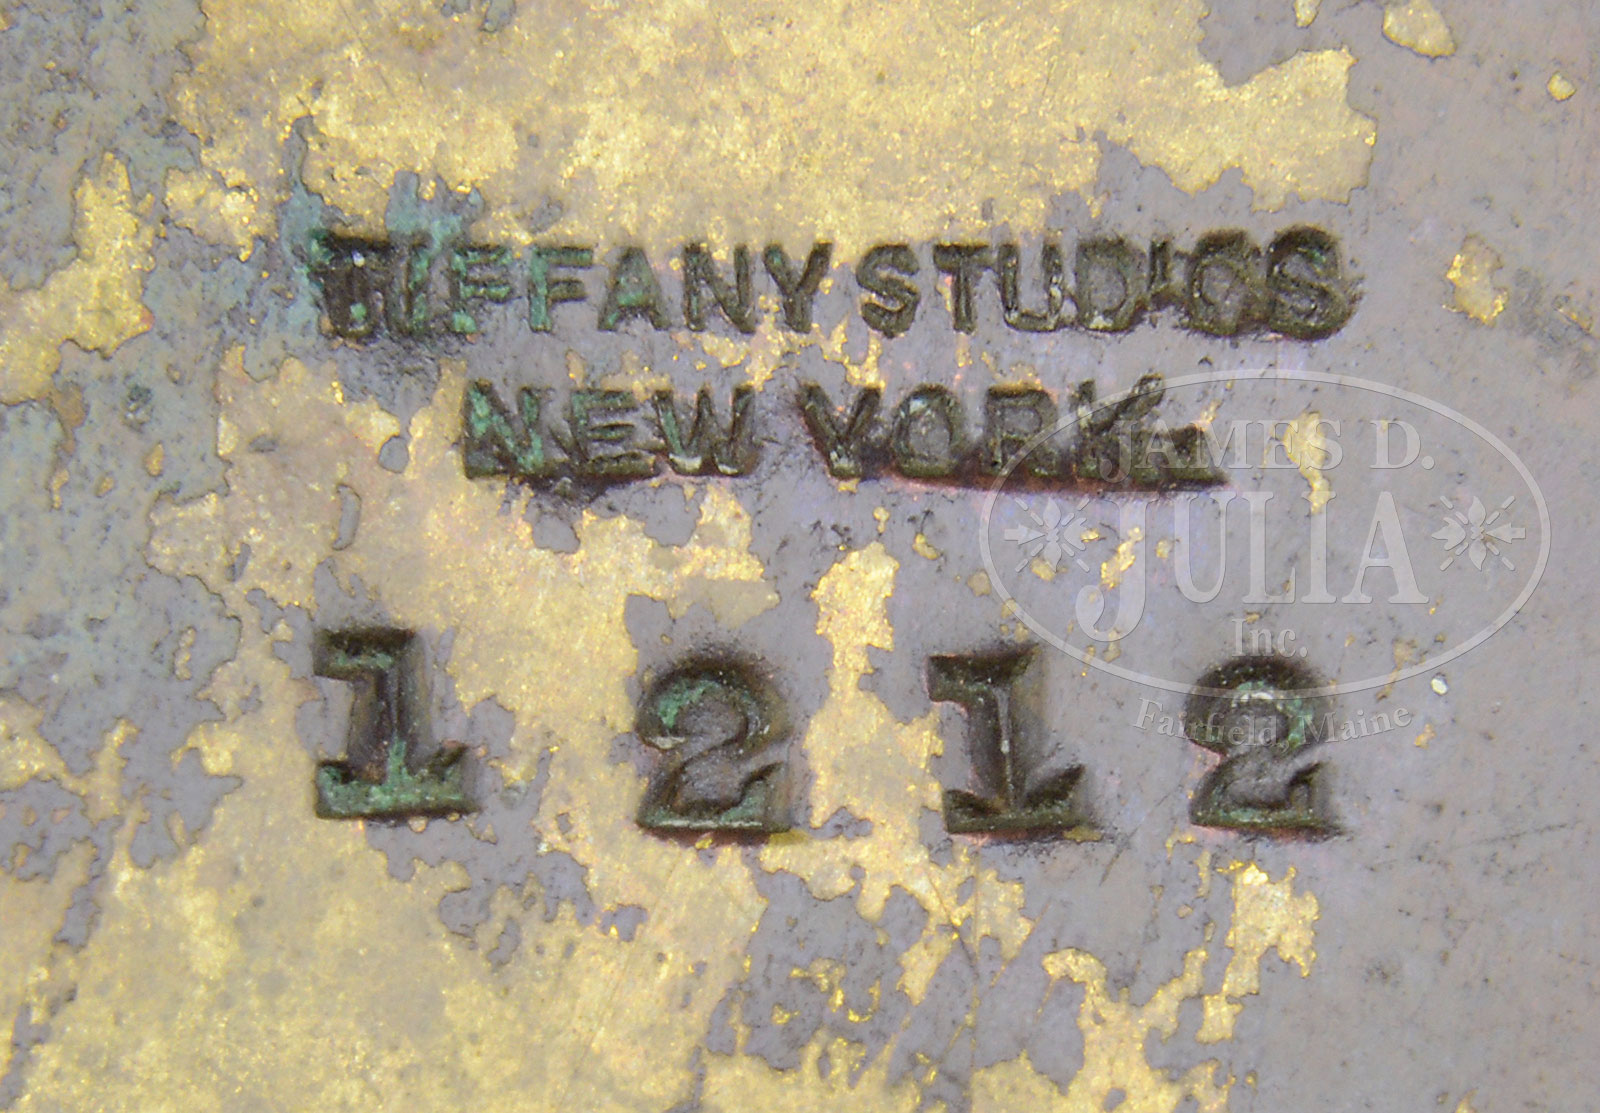 TIFFANY STUDIOS
NEW YORK
1212
JAMES D.
JULIA
Inc.
Fairfield, Maine